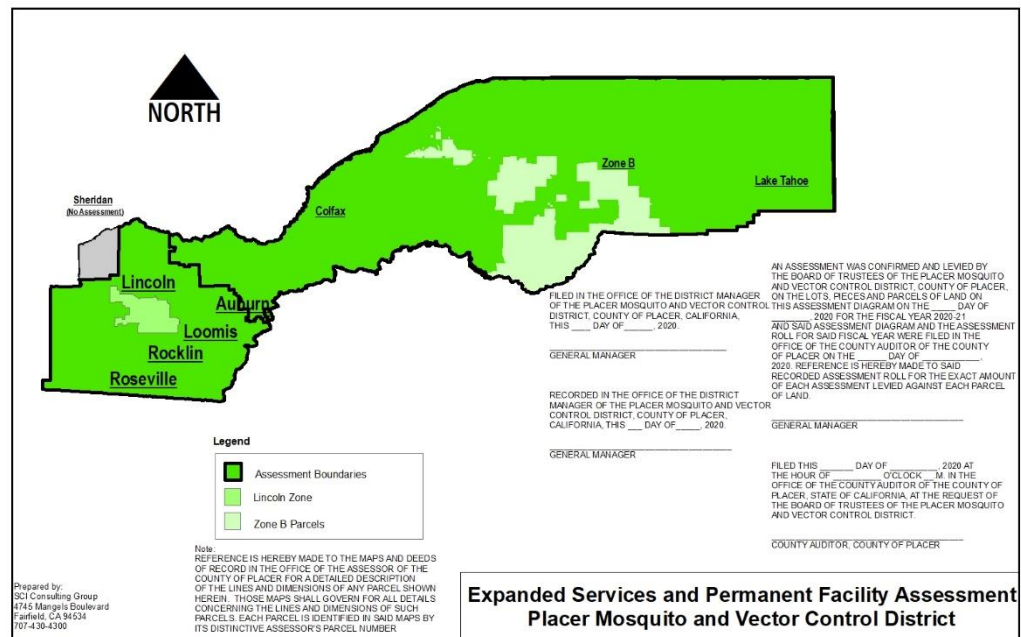 NORTH
Zone B
Lake Tahoe
Sheridan
(No Assessment)
Colfax
Lincoln
Auburn
Loomis
Rocklin
Roseville
FILED IN THE OFFICE OF THE DISTRICT MANAGER
OF THE PLACER MOSQUITO AND VECTOR CONTROL
DISTRICT, COUNTY OF PLACER, CALIFORNIA,
THIS ____ DAY OF______, 2020.
GENERAL MANAGER
RECORDED IN THE OFFICE OF THE DISTRICT
MANAGER OF THE PLACER MOSQUITO AND VECTOR
CONTROL DISTRICT, COUNTY OF PLACER,
CALIFORNIA, THIS ___ DAY OF_____, 2020.
GENERAL MANAGER
AN ASSESSMENT WAS CONFIRMED AND LEVIED BY
THE BOARD OF TRUSTEES OF THE PLACER MOSQUITO
AND VECTOR CONTROL DISTRICT, COUNTY OF PLACER,
ON THE LOTS, PIECES AND PARCELS OF LAND ON
THIS ASSESSMENT DIAGRAM ON THE _____ DAY OF
________, 2020 FOR THE FISCAL YEAR 2020-21
AND SAID ASSESSMENT DIAGRAM AND THE ASSESSMENT
ROLL FOR SAID FISCAL YEAR WERE FILED IN THE
OFFICE OF THE COUNTY AUDITOR OF THE COUNTY
OF PLACER ON THE ______ DAY OF ____________,
2020. REFERENCE IS HEREBY MADE TO SAID
RECORDED ASSESSMENT ROLL FOR THE EXACT AMOUNT
OF EACH ASSESSMENT LEVIED AGAINST EACH PARCEL
OF LAND.
GENERAL MANAGER
FILED THIS _______ DAY OF __________, 2020 AT
THE HOUR OF __________ O'CLOCK __M. IN THE
OFFICE OF THE COUNTY AUDITOR OF THE COUNTY OF
PLACER, STATE OF CALIFORNIA, AT THE REQUEST OF
THE BOARD OF TRUSTEES OF THE PLACER MOSQUITO
AND VECTOR CONTROL DISTRICT.
COUNTY AUDITOR, COUNTY OF PLACER
Legend
Assessment Boundaries
Lincoln Zone
Zone B Parcels
Note:
REFERENCE IS HEREBY MADE TO THE MAPS AND DEEDS
OF RECORD IN THE OFFICE OF THE ASSESSOR OF THE
COUNTY OF PLACER FOR A DETAILED DESCRIPTION
OF THE LINES AND DIMENSIONS OF ANY PARCEL SHOWN
HEREIN. THOSE MAPS SHALL GOVERN FOR ALL DETAILS
CONCERNING THE LINES AND DIMENSIONS OF SUCH
PARCELS. EACH PARCEL IS IDENTIFIED IN SAID MAPS BY
ITS DISTINCTIVE ASSESSOR'S PARCEL NUMBER
Prepared by:
SCI Consulting Group
4745 Mangels Boulevard
Fairfield, CA 94534
707-430-4300
Expanded Services and Permanent Facility Assessment
Placer Mosquito and Vector Control District